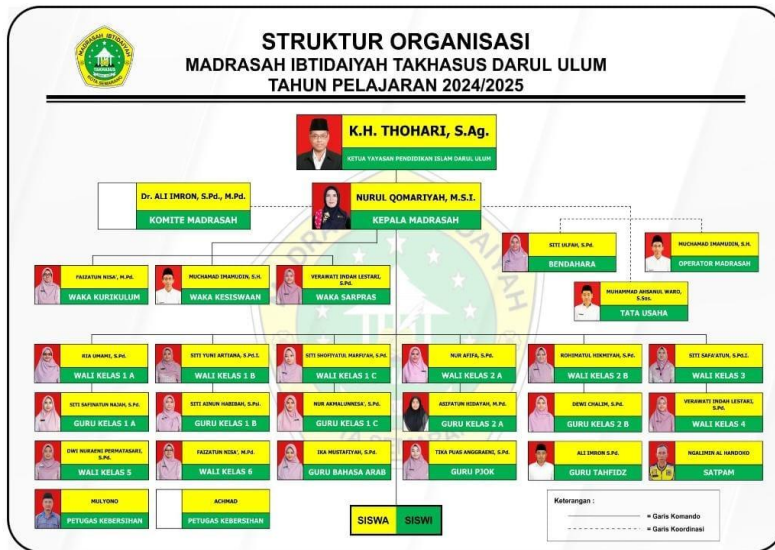 STRUKTUR ORGANISASI
MADRASAH IBTIDAIYAH TAKHASUS DARUL ULUM
TAHUN PELAJARAN 2024/2025
MADRASAH IBTIDAIYAH
TAKHASUS
KOTA SEMARANG
K.H. THOHARI, S.Ag.
KETUA YAYASAN PENDIDIKAN ISLAM DARUL ULUM
Dr. ALI IMRON, S.Pd., M.Pd.
KOMITE MADRASAH
NURUL QOMARIYAH, M.S.I.
KEPALA MADRASAH
SITI ULFAH, S.Pd.
BENDAHARA
MUCHAMAD IMAMUDIN, S.H.
OPERATOR MADRASAH
FAIZATUN NISA', M.Pd.
WAKA KURIKULUM
MUCHAMAD IMAMUDIN, S.H.
WAKA KESISWAAN
VERAWATI INDAH LESTARI,
S.Pd.
WAKA SARPRAS
MUHAMMAD AHSANUL WARO,
S.Sos.
TATA USAHA
RIA UMAMI, S.Pd.
WALI KELAS 1 A
SITI YUNI ARTIANA, S.Pd.I.
WALI KELAS 1 B
SITI SHOFIYATUL MARFU'AH, S.Pd.
WALI KELAS 1 C
NUR AFIFA, S.Pd.
WALI KELAS 2 A
ROHIMATUL HIKMIYAH, S.Pd.
WALI KELAS 2 B
SITI SAFA'ATUN, S.Pd.I.
WALI KELAS 3
SITI SAFINATUN NAJAH, S.Pd.
GURU KELAS 1 A
SITI AINUN HABIBAH, S.Pd.
GURU KELAS 1 B
NUR AKMALUNNISA', S.Pd.
GURU KELAS 1 C
ASIFATUN HIDAYAH, M.Pd.
GURU KELAS 2 A
DEWI CHALIM, S.Pd.
GURU KELAS 2 B
VERAWATI INDAH LESTARI,
S.Pd.
WALI KELAS 4
DWI NURAENI PERMATASARI,
S.Pd.
WALI KELAS 5
FAIZATUN NISA', M.Pd.
WALI KELAS 6
IKA MUSTAFIYAH, S.Pd.
GURU BAHASA ARAB
TIKA PUAS ANGGRAENI, S.Pd.
GURU PJOK
ALI IMRON S.Pd.
GURU TAHFIDZ
NGALIMIN AL HANDOKO
SATPAM
MULYONO
PETUGAS KEBERSIHAN
ACHMAD
PETUGAS KEBERSIHAN
SISWA SISWI
Keterangan :
= Garis Komando
= Garis Koordinasi